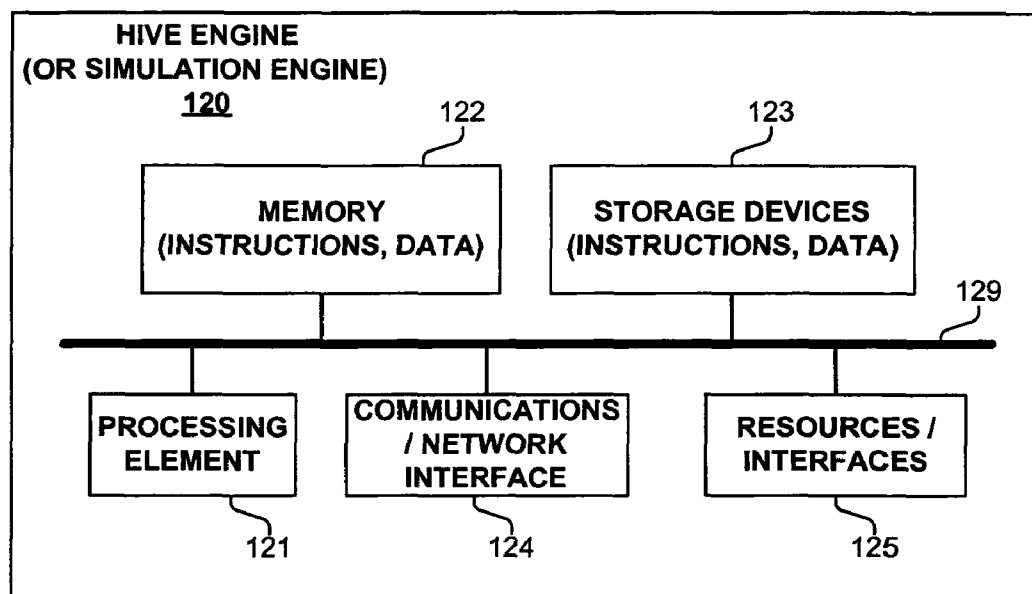 HIVE ENGINE
(OR SIMULATION ENGINE)
120
122
123
MEMORY
(INSTRUCTIONS, DATA)
STORAGE DEVICES
(INSTRUCTIONS, DATA)
129
PROCESSING
ELEMENT
COMMUNICATIONS
/ NETWORK
INTERFACE
RESOURCES /
INTERFACES
121
124
125